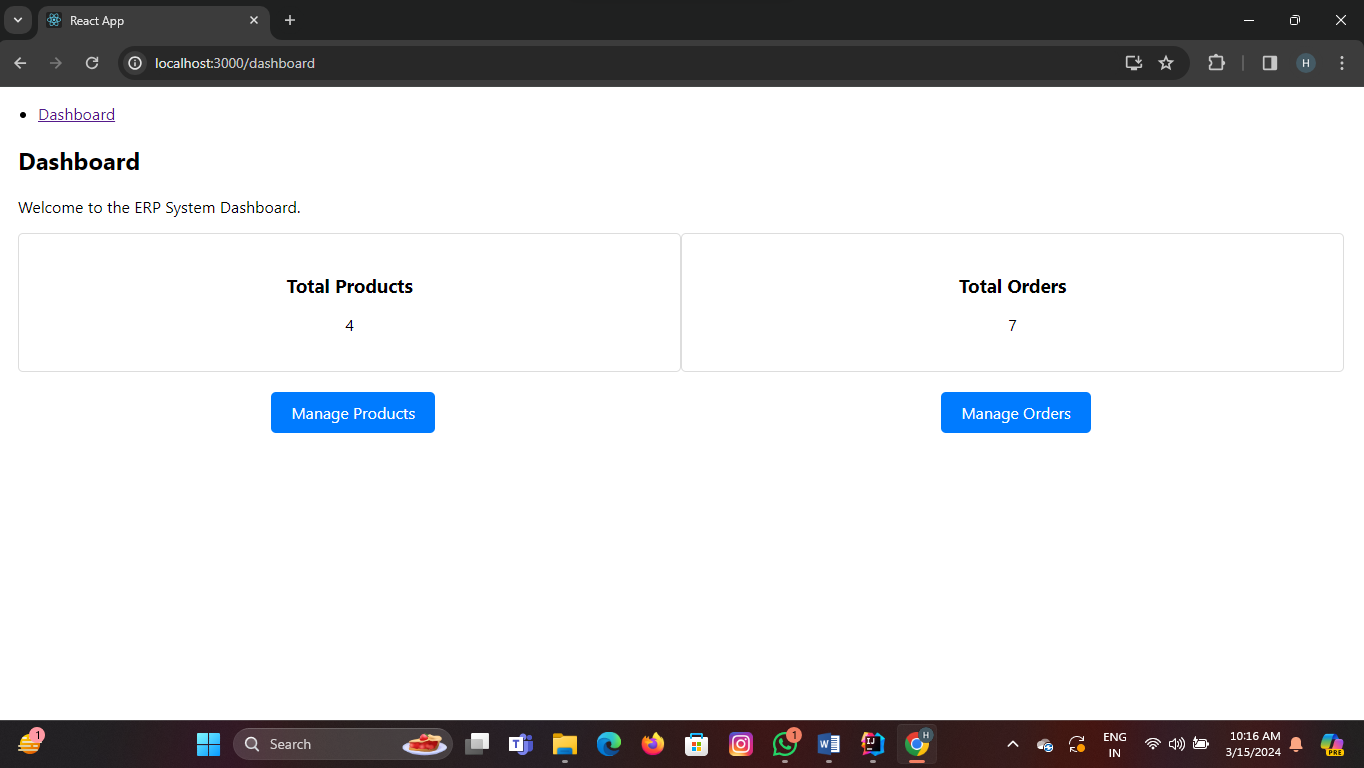 React App
localhost:3000/dashboard
H
Dashboard
Dashboard
Welcome to the ERP System Dashboard.
Total Products
4
Total Orders
7
Manage Products
Manage Orders
1
Search
T
1
W
IJ
H
ENG
IN
10:16 AM
3/15/2024
PRE